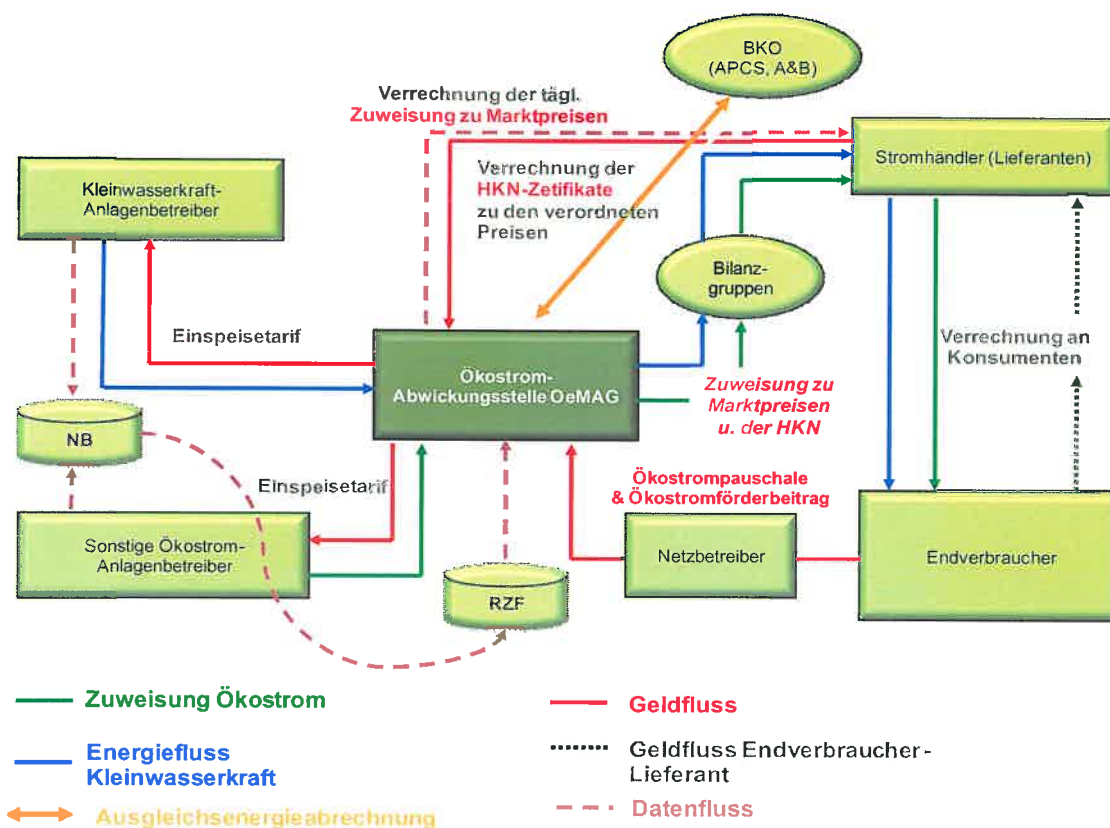 BKO
(APCS, A&B)
Verrechnung der tägl.
Zuweisung zu Marktpreisen
Stromhändler (Lieferanten)
Verrechnung der
HKN-Zetifikate
zu den verordneten
Preisen
Kleinwasserkraft-
Anlagenbetreiber
Bilanz-
gruppen
Einspeisetarif
Verrechnung an
Konsumenten
Ökostrom-
Abwickungsstelle OeMAG
Zuweisung zu
Marktpreisen
u. der HKN
NB
Ökostrompauschale
& Ökostromförderbeitrag
Einspeisetarif
Sonstige Ökostrom-
Anlagenbetreiber
Netzbetreiber
Endverbraucher
RZF
Zuweisung Ökostrom
Geldfluss
Energiefluss
Kleinwasserkraft
Geldfluss Endverbraucher-
Lieferant
Ausgleichsenergieabrechnung
Datenfluss